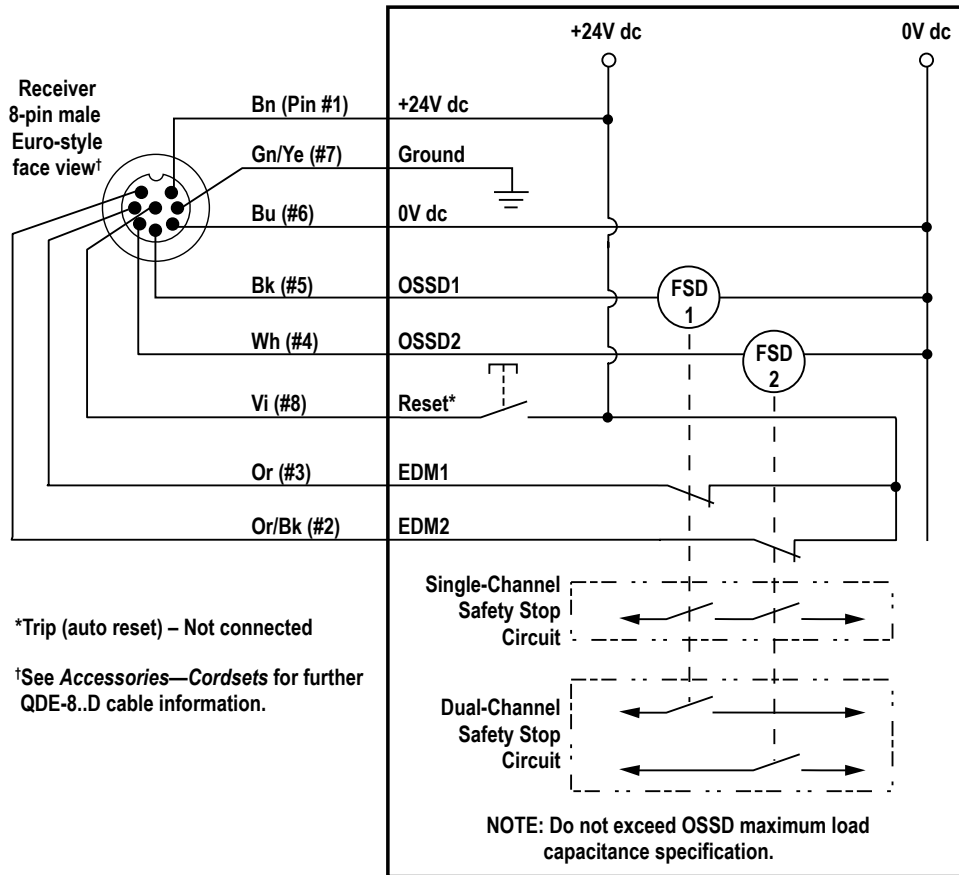 +24V dc
0V dc
Receiver
8-pin male
Euro-style
face view†
Bn (Pin #1)
+24V dc
Gn/Ye (#7)
Ground
Bu (#6)
0V dc
Bk (#5)
OSSD1
FSD
1
Wh (#4)
OSSD2
FSD
2
Vi (#8)
Reset*
Or (#3)
EDM1
Or/Bk (#2)
EDM2
Single-Channel
Safety Stop
Circuit
*Trip (auto reset) – Not connected
†See Accessories—Cordsets for further
QDE-8..D cable information.
Dual-Channel
Safety Stop
Circuit
NOTE: Do not exceed OSSD maximum load
capacitance specification.